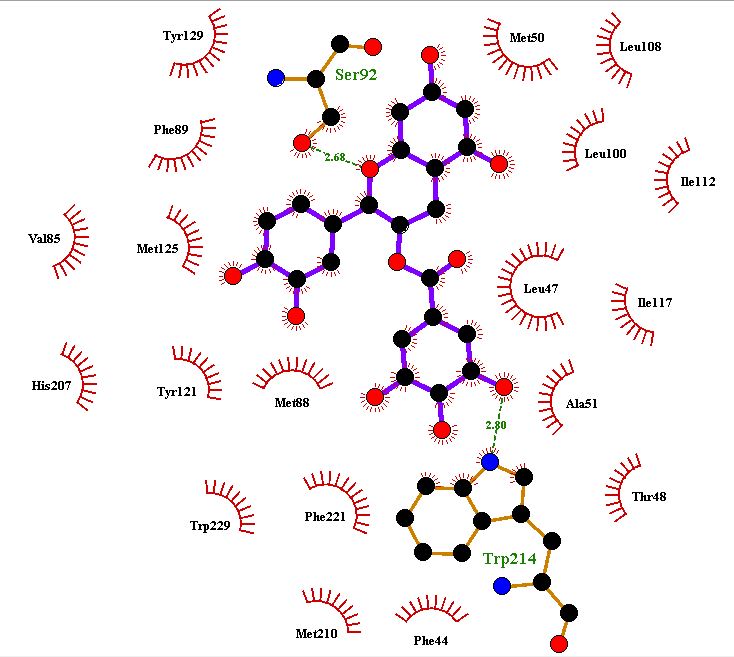 Tyr129
Met50
Leu108
Ser92
Phe89
2.68
Leu100
Ile112
Val85
Met125
Leu47
Ile117
His207
Tyr121
Met88
Ala51
2.80
Thr48
Trp229
Phe221
Trp214
Met210
Phe44